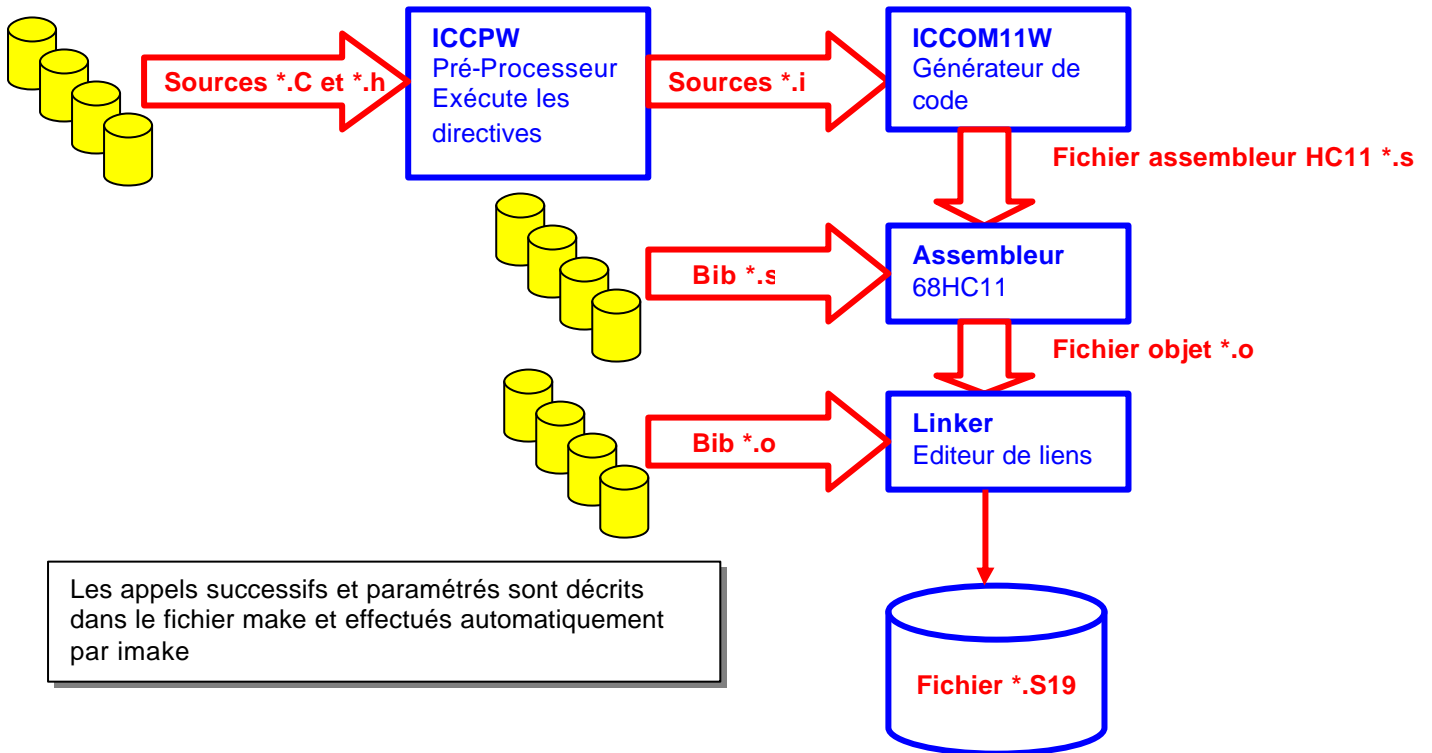 ICCPW
Pré-Processeur
Exécute les
directives
ICCOM11W
Générateur de
code
Sources *.C et *.h
Sources *.i
Fichier assembleur HC11 *.s
Assembleur
68HC11
Bib *.s
Fichier objet *.o
Linker
Editeur de liens
Bib *.o
Les appels successifs et paramétrés sont décrits
dans le fichier make et effectués automatiquement
par imake
Fichier *.S19